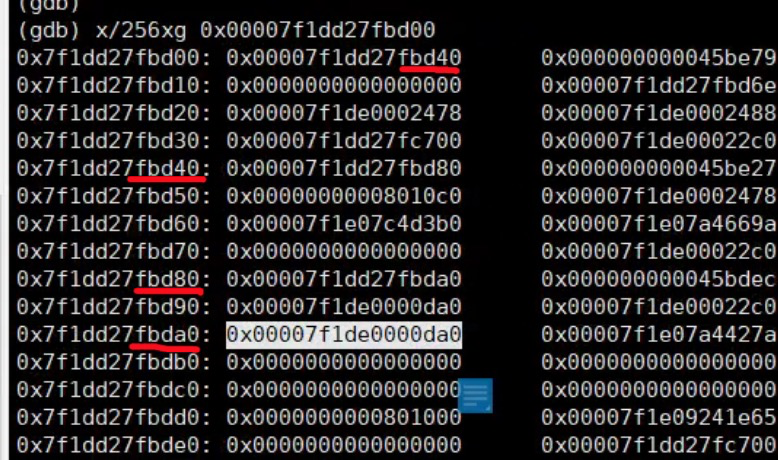 (gdb)
(gdb) x/256xg 0x00007f1dd27fbd00
0x7f1dd27fbd00: 0x00007f1dd27fbd40 0x000000000045be79
0x7f1dd27fbd10: 0x0000000000000000 0x00007f1dd27fbd6e
0x7f1dd27fbd20: 0x00007f1de0002478 0x00007f1de0002488
0x7f1dd27fbd30: 0x00007f1dd27fc700 0x00007f1de00022c0
0x7f1dd27fbd40: 0x00007f1dd27fbd80 0x000000000045be27
0x7f1dd27fbd50: 0x00000000008010c0 0x00007f1de0002478
0x7f1dd27fbd60: 0x00007f1e07c4d3b0 0x00007f1e07a4669a
0x7f1dd27fbd70: 0x0000000000000000 0x00007f1de00022c0
0x7f1dd27fbd80: 0x00007f1dd27fbda0 0x000000000045bdec
0x7f1dd27fbd90: 0x00007f1de0000da0 0x00007f1de00022c0
0x7f1dd27fbda0: 0x00007f1de0000da0 0x00007f1e07a4427a
0x7f1dd27fbdb0: 0x0000000000000000 0x0000000000000000
0x7f1dd27fbdc0: 0x0000000000000000 0x0000000000000000
0x7f1dd27fbdd0: 0x0000000000801000 0x00007f1e09241e65
0x7f1dd27fbde0: 0x0000000000000000 0x00007f1dd27fc700